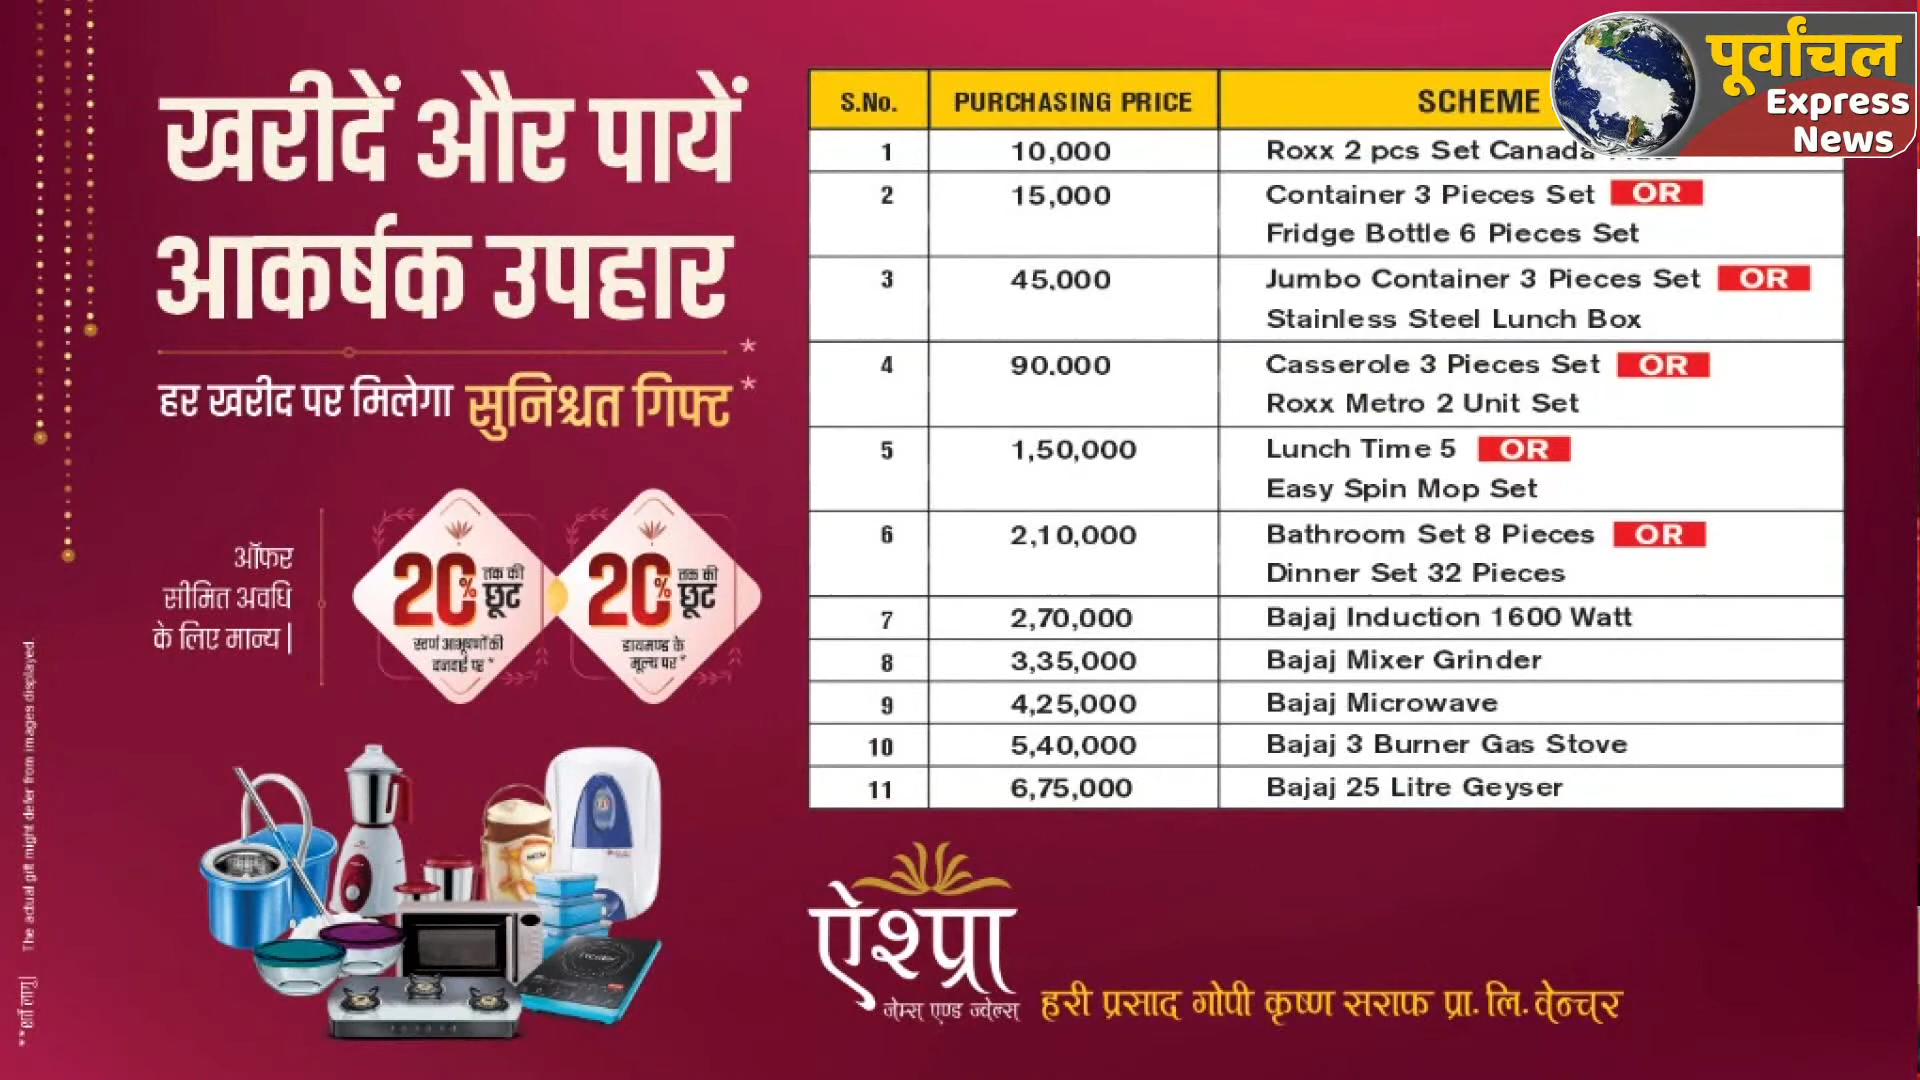 खरीदें और पायें
आकर्षक उपहार
*
हर खरीद पर मिलेगा सुनिश्चत गिफ्ट *
ऑफर
सीमित अवधि
के लिए मान्य |
20% तक की छूट
स्वर्ण आभूषणों की
बनवाई पर *
20% तक की छूट
डायमण्ड के
मूल्य पर *
**शर्तें लागू| The actual gift might defer from images displayed.
S.No. PURCHASING PRICE SCHEME
1 10,000 Roxx 2 pcs Set Canada
2 15,000 Container 3 Pieces Set OR
Fridge Bottle 6 Pieces Set
3 45,000 Jumbo Container 3 Pieces Set OR
Stainless Steel Lunch Box
4 90,000 Casserole 3 Pieces Set OR
Roxx Metro 2 Unit Set
5 1,50,000 Lunch Time 5 OR
Easy Spin Mop Set
6 2,10,000 Bathroom Set 8 Pieces OR
Dinner Set 32 Pieces
7 2,70,000 Bajaj Induction 1600 Watt
8 3,35,000 Bajaj Mixer Grinder
9 4,25,000 Bajaj Microwave
10 5,40,000 Bajaj 3 Burner Gas Stove
11 6,75,000 Bajaj 25 Litre Geyser
पूर्वांचल
Express
News
ऐश्प्रा
जेम्स एण्ड ज्वेल्स
हरी प्रसाद गोपी कृष्ण सराफ प्रा. लि. वेन्चर